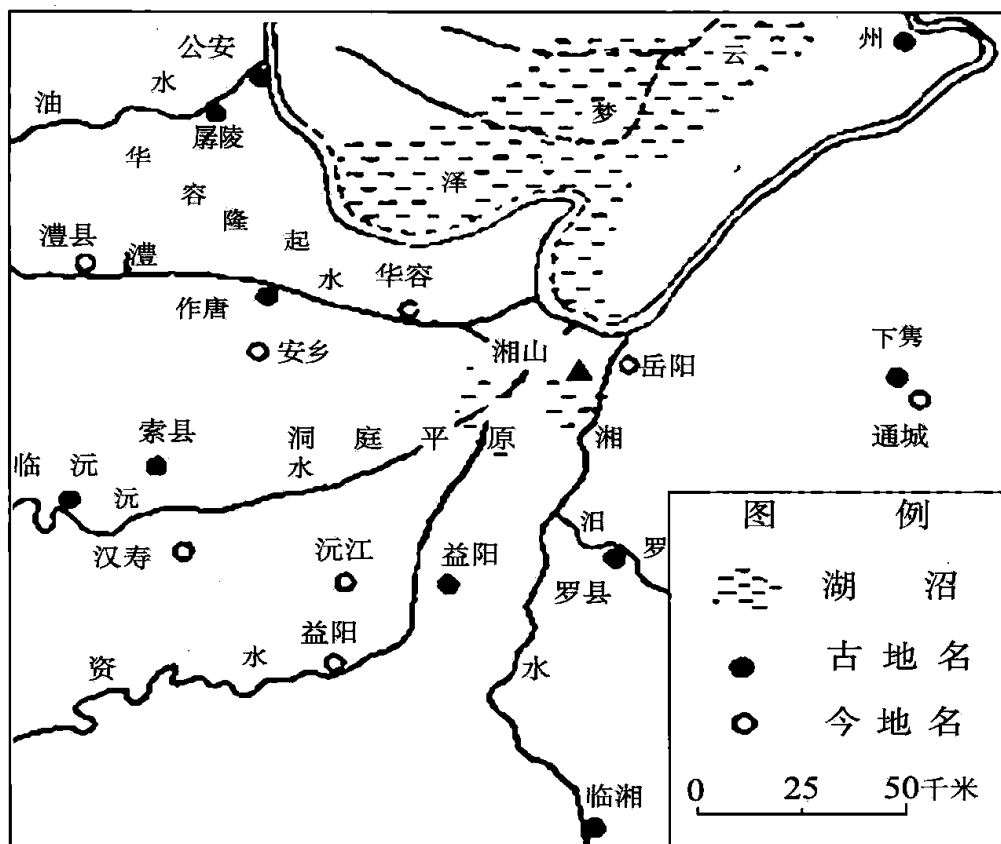 公安
州
云
水
油
梦
孱陵
华
泽
容
隆
澧县
澧
起
水
华容
作唐
安乡
湘山
岳阳
下隽
通城
索县
洞庭平原
湘
临沅
水
沅
汉寿
沅江
益阳
汨
罗
罗县
益阳
资
水
水
临湘
图例
湖沼
古地名
今地名
0 25 50千米